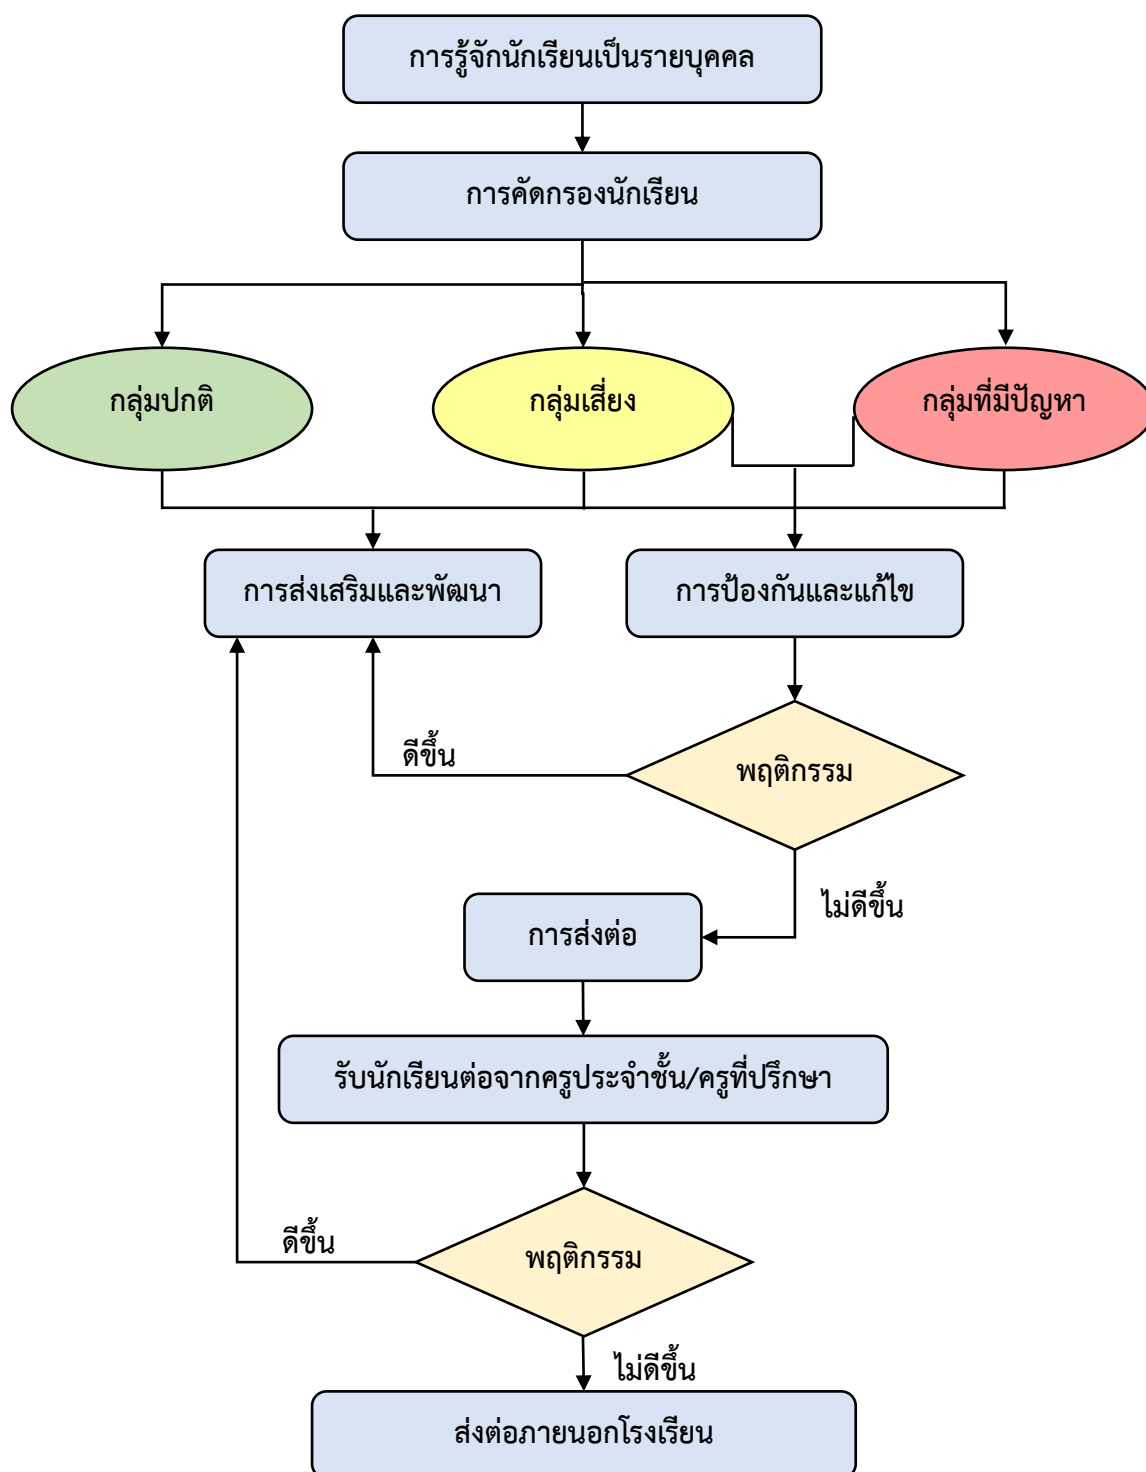 การรู้จักนักเรียนเป็นรายบุคคล
การคัดกรองนักเรียน
กลุ่มปกติ
กลุ่มเสี่ยง
กลุ่มที่มีปัญหา
การส่งเสริมและพัฒนา
การป้องกันและแก้ไข
ดีขึ้น
พฤติกรรม
ไม่ดีขึ้น
การส่งต่อ
รับนักเรียนต่อจากครูประจำชั้น/ครูที่ปรึกษา
ดีขึ้น
พฤติกรรม
ไม่ดีขึ้น
ส่งต่อภายนอกโรงเรียน